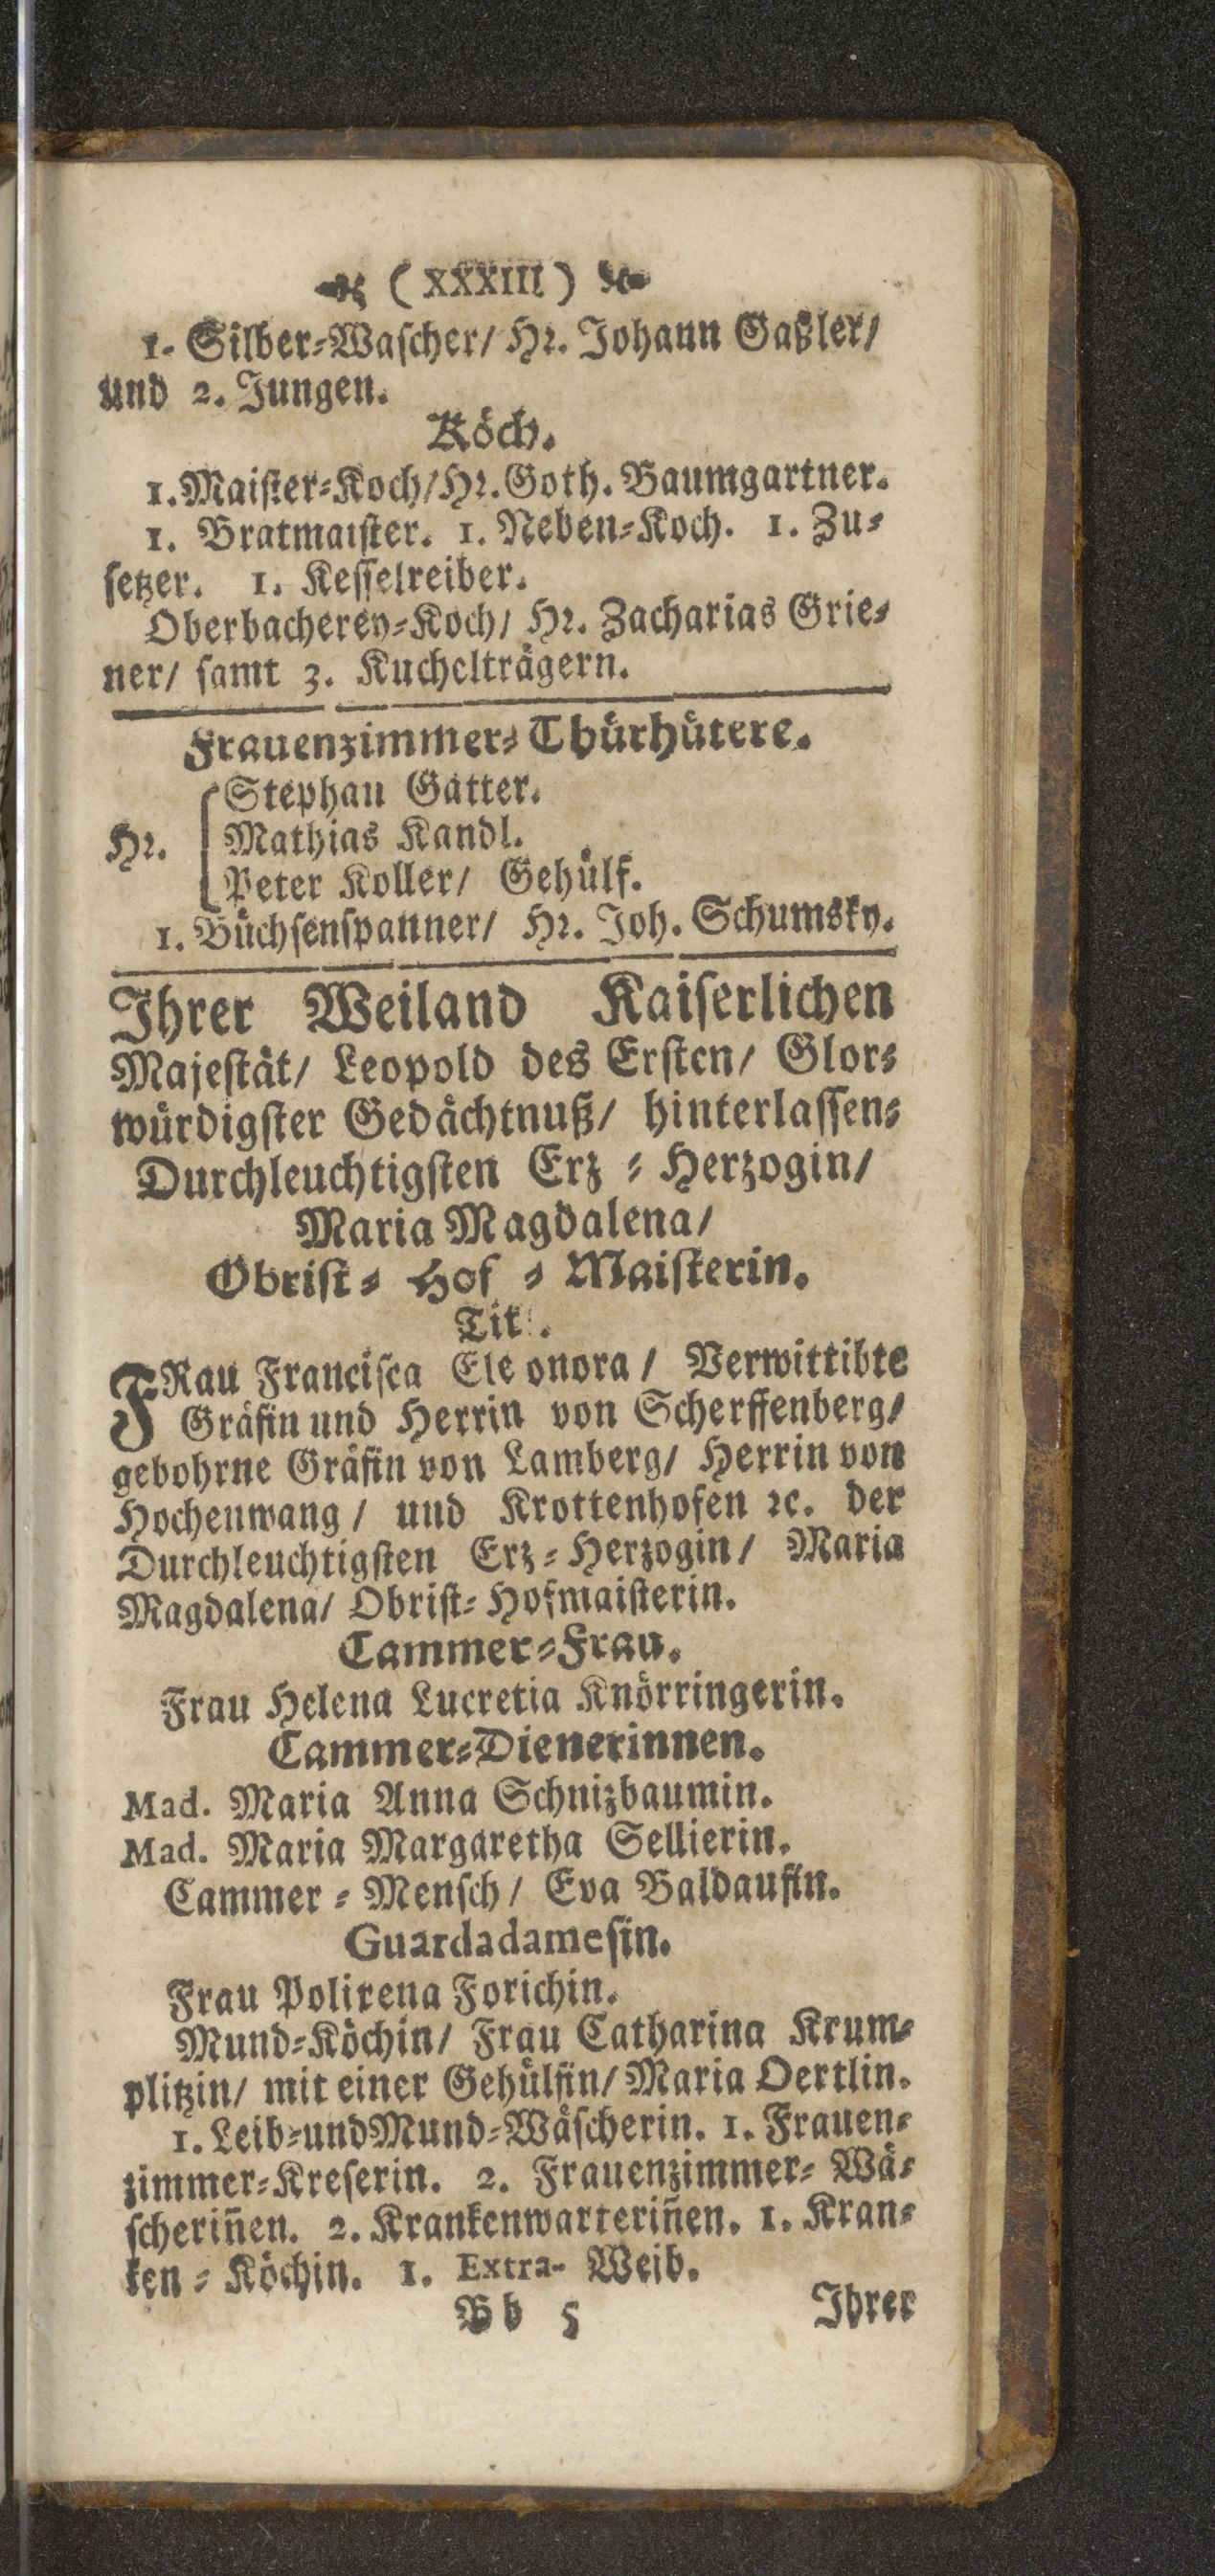 (XXXIII)
1. Silber-Wascher/ Hr. Johann Gaßler/
und 2. Jungen.
Köch.
1. Maister-Koch/ Hr. Goth. Baumgartner.
1. Bratmaister. 1. Neben-Koch. 1. Zu-
setzer. 1. Kesselreiber.
Oberbacherey-Koch/ Hr. Zacharias Grie-
ner/ samt 3. Kuchelträgern.
Frauenzimmer-Thürhütere.
Stephan Gatter.
Hr. Mathias Kandl.
Peter Koller/ Gehülf.
1. Büchsenspanner/ Hr. Joh. Schumsky.
Ihrer Weiland Kaiserlichen
Majestät/ Leopold des Ersten/ Glor-
würdigster Gedächtnuß/ hinterlassen-
Durchleuchtigsten Erz-Herzogin/
Maria Magdalena/
Obrist-Hof-Maisterin.
Tit.
FRau Francisca Eleonora/ Verwittibte
Gräfin und Herrin von Scherffenberg/
gebohrne Gräfin von Lamberg/ Herrin von
Hochenwang/ und Krottenhofen ꝛc. der
Durchleuchtigsten Erz-Herzogin/ Maria
Magdalena/ Obrist-Hofmaisterin.
Cammer-Frau.
Frau Helena Lucretia Knörringerin.
Cammer-Dienerinnen.
Mad. Maria Anna Schnizbaumin.
Mad. Maria Margaretha Sellierin.
Cammer-Mensch/ Eva Baldaufin.
Guardadamesin.
Frau Polixena Forichin.
Mund-Köchin/ Frau Catharina Krum-
plitzin/ mit einer Gehülfin/ Maria Oertlin.
1. Leib-und Mund-Wäscherin. 1. Frauen-
zimmer-Kreserin. 2. Frauenzimmer-Wä-
scherin̄en. 2. Krankenwarterin̄en. 1. Kran-
ken-Köchin. 1. Extra-Weib.
Bb 5 Ihrer